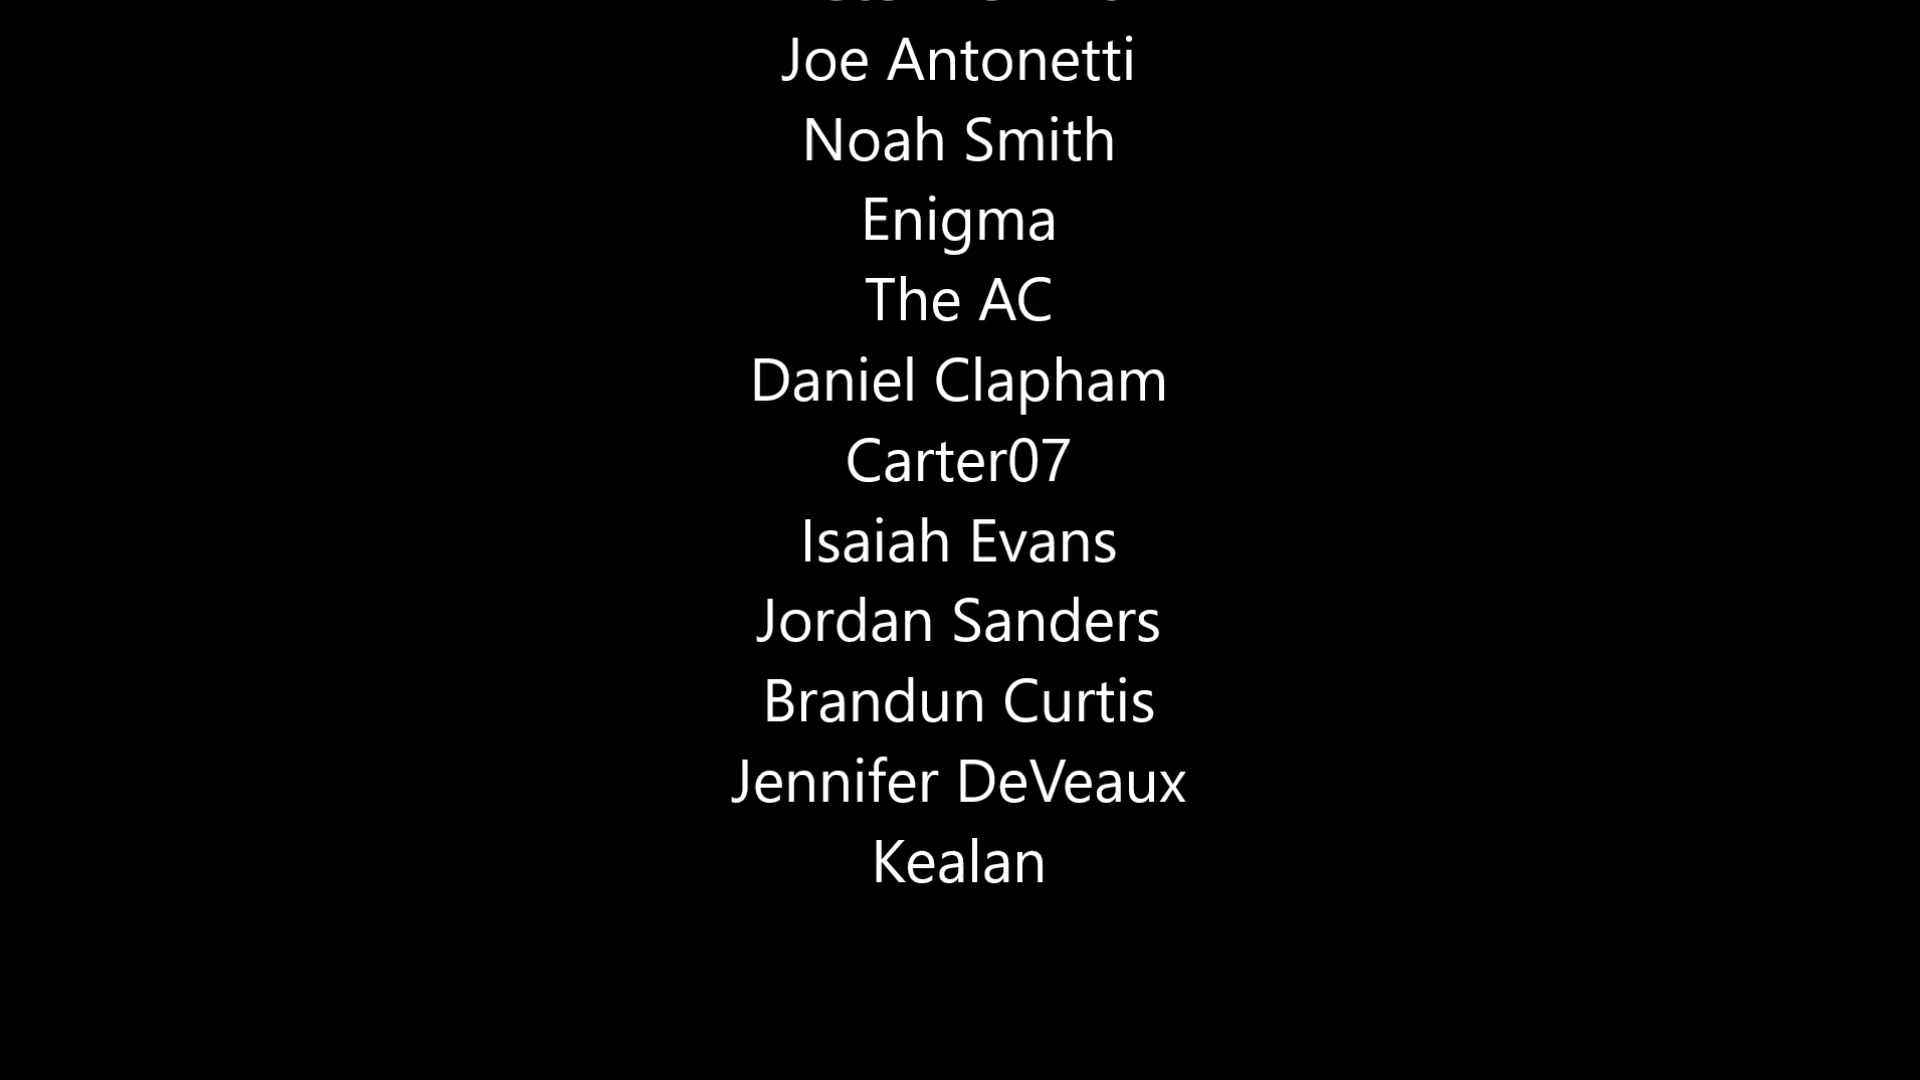 Joe Antonetti
Noah Smith
Enigma
The AC
Daniel Clapham
Carter07
Isaiah Evans
Jordan Sanders
Brandun Curtis
Jennifer DeVeaux
Kealan